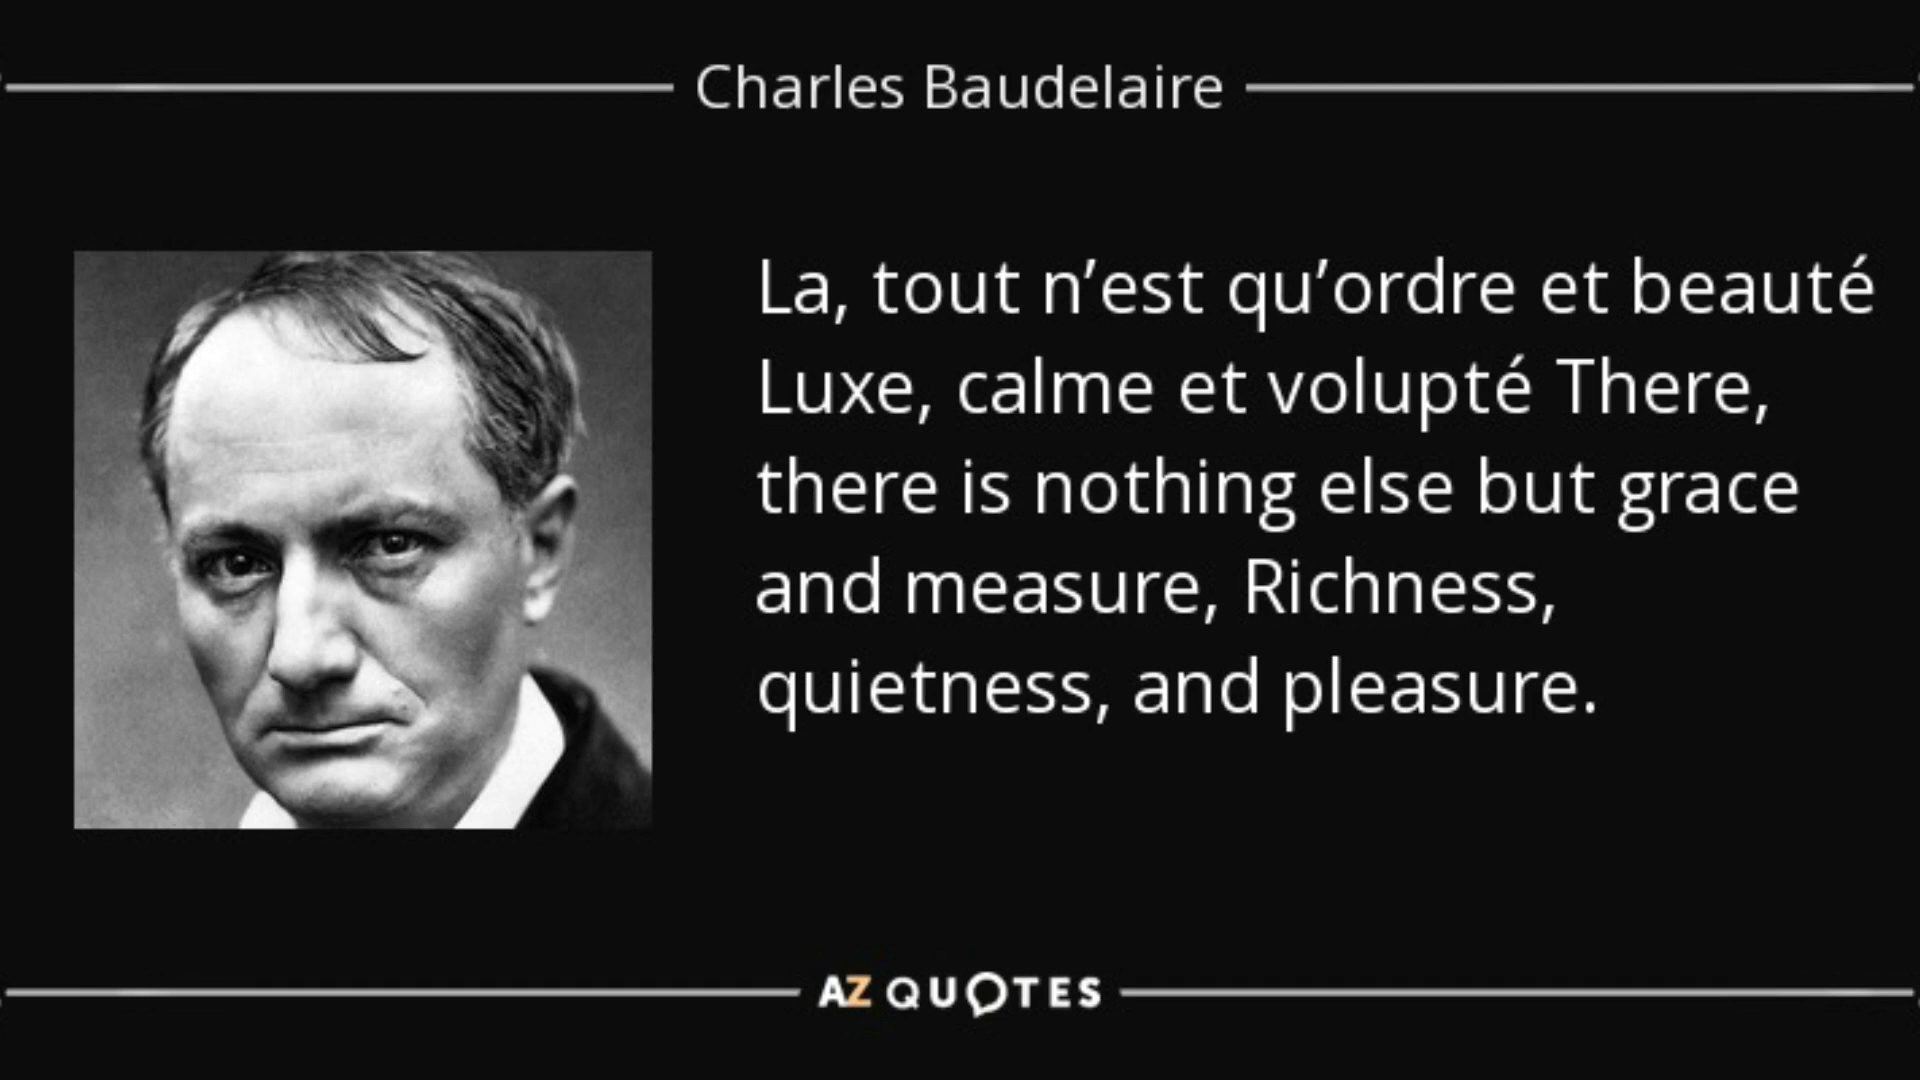 Charles Baudelaire
La, tout n’est qu’ordre et beauté
Luxe, calme et volupté There,
there is nothing else but grace
and measure, Richness,
quietness, and pleasure.
AZ QUOTES